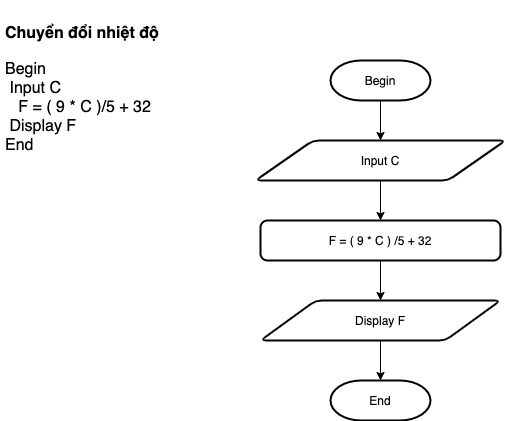 Chuyển đổi nhiệt độ
Begin
Input C
F = ( 9 * C )/5 + 32
Display F
End
Begin
Input C
F = ( 9 * C ) /5 + 32
Display F
End